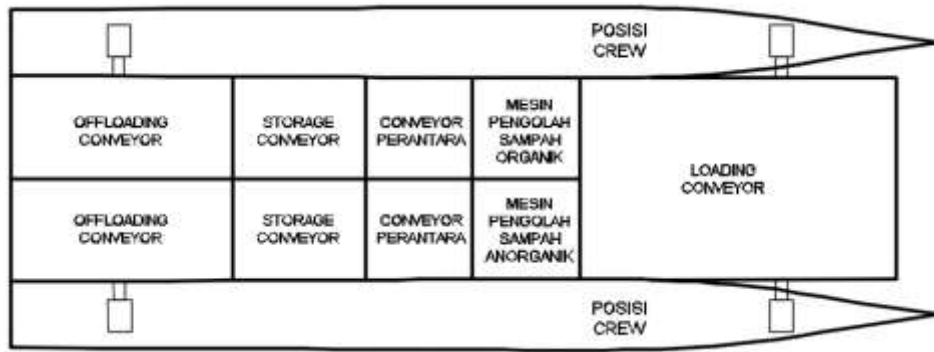 POSISI
CREW
OFFLOADING
CONVEYOR
STORAGE
CONVEYOR
CONVEYOR
PERANTARA
MESIN
PENGOLAH
SAMPAH
ORGANIK
LOADING
CONVEYOR
OFFLOADING
CONVEYOR
STORAGE
CONVEYOR
CONVEYOR
PERANTARA
MESIN
PENGOLAH
SAMPAH
ANORGANIK
POSISI
CREW